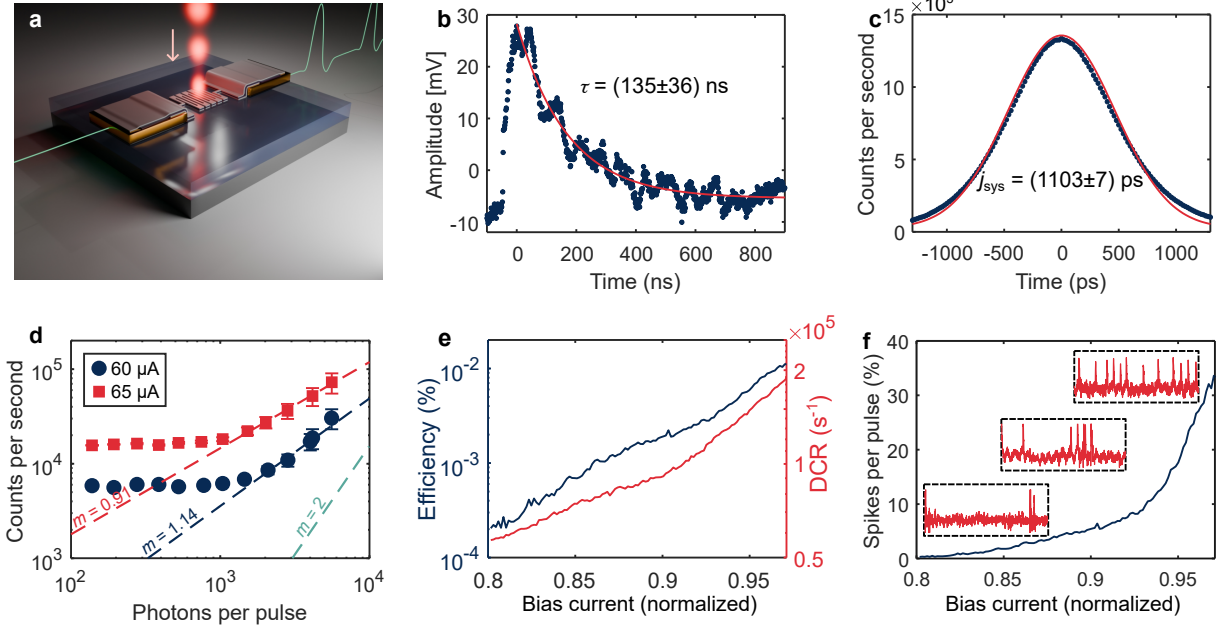 a
b
Amplitude [mV]
30
20
10
0
-10
τ = (135±36) ns
0
200
400
600
800
Time (ns)
c
Counts per second
15
10
5
0
j_sys = (1103±7) ps
-1000
-500
0
500
1000
Time (ps)
d
Counts per second
10^5
10^4
10^3
60 µA
65 µA
m = 0.91
m = 1.14
m = 2
10^2
10^3
10^4
Photons per pulse
e
Efficiency (%)
10^-2
10^-3
10^-4
×10^5
2
1
0.5
DCR (s^-1)
0.8
0.85
0.9
0.95
Bias current (normalized)
f
Spikes per pulse (%)
40
30
20
10
0
0.8
0.85
0.9
0.95
Bias current (normalized)